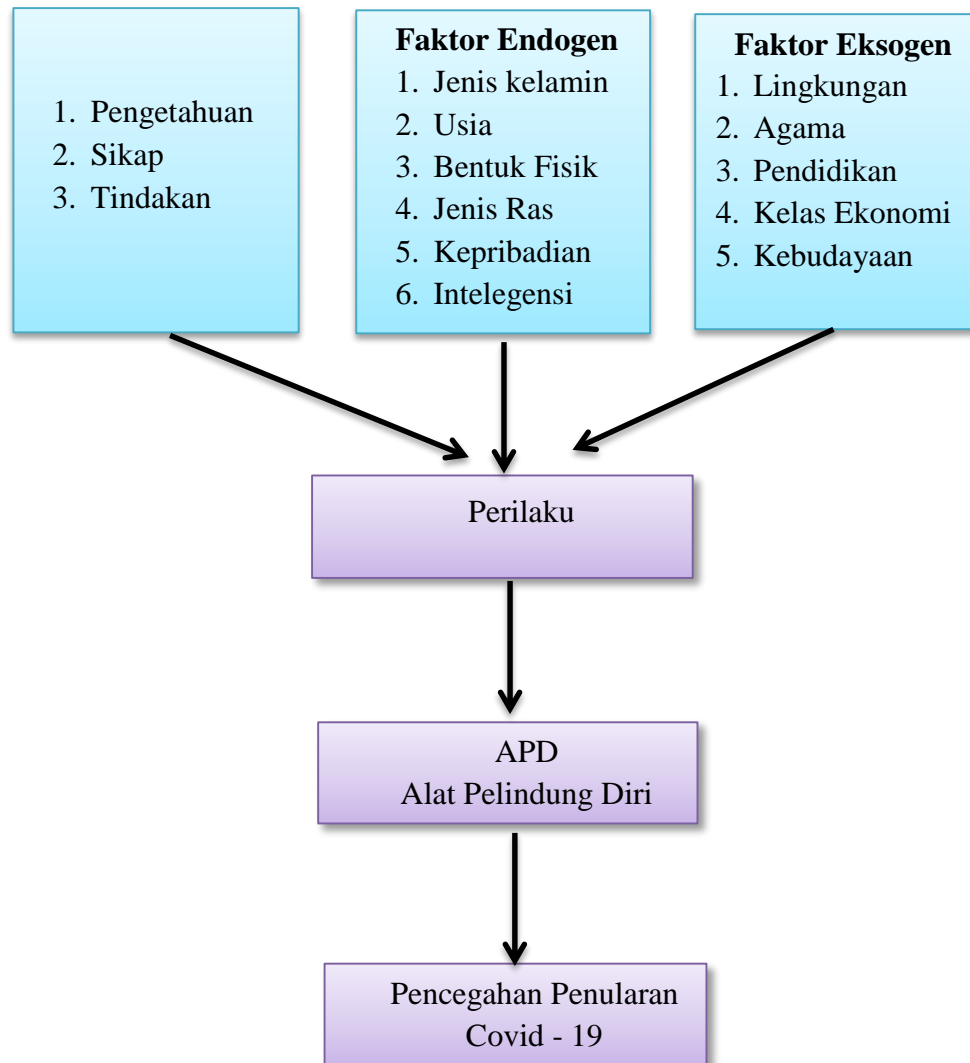 1. Pengetahuan
2. Sikap
3. Tindakan
Faktor Endogen
1. Jenis kelamin
2. Usia
3. Bentuk Fisik
4. Jenis Ras
5. Kepribadian
6. Intelegensi
Faktor Eksogen
1. Lingkungan
2. Agama
3. Pendidikan
4. Kelas Ekonomi
5. Kebudayaan
Perilaku
APD
Alat Pelindung Diri
Pencegahan Penularan
Covid - 19